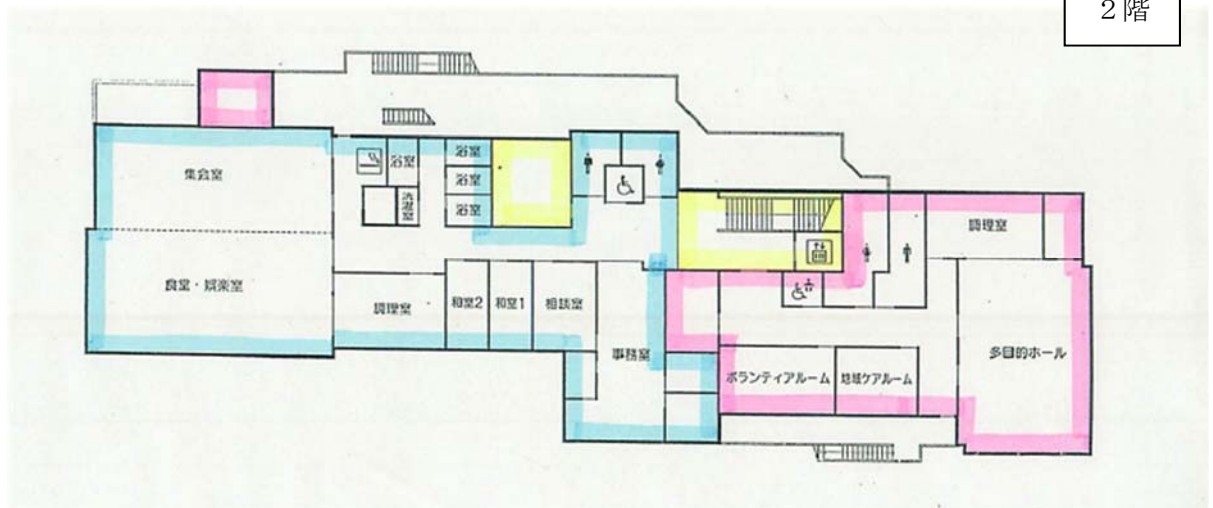 ２階
集会室
浴室
浴室
浴室
浴室
洗濯室
調理室
食堂・娯楽室
調理室
和室2
和室1
相談室
事務室
多目的ホール
ボランティアルーム
地域ケアルーム